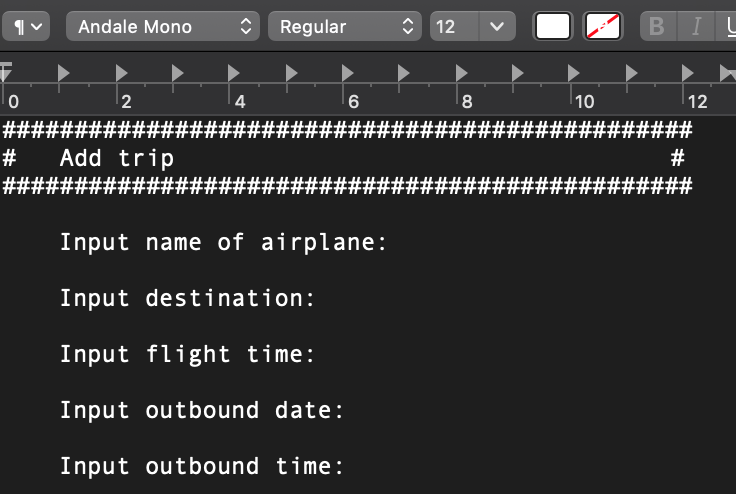 ¶ Andale Mono Regular 12 B I U
0 2 4 6 8 10 12
################################################
#   Add trip                                  #
################################################
Input name of airplane:
Input destination:
Input flight time:
Input outbound date:
Input outbound time: